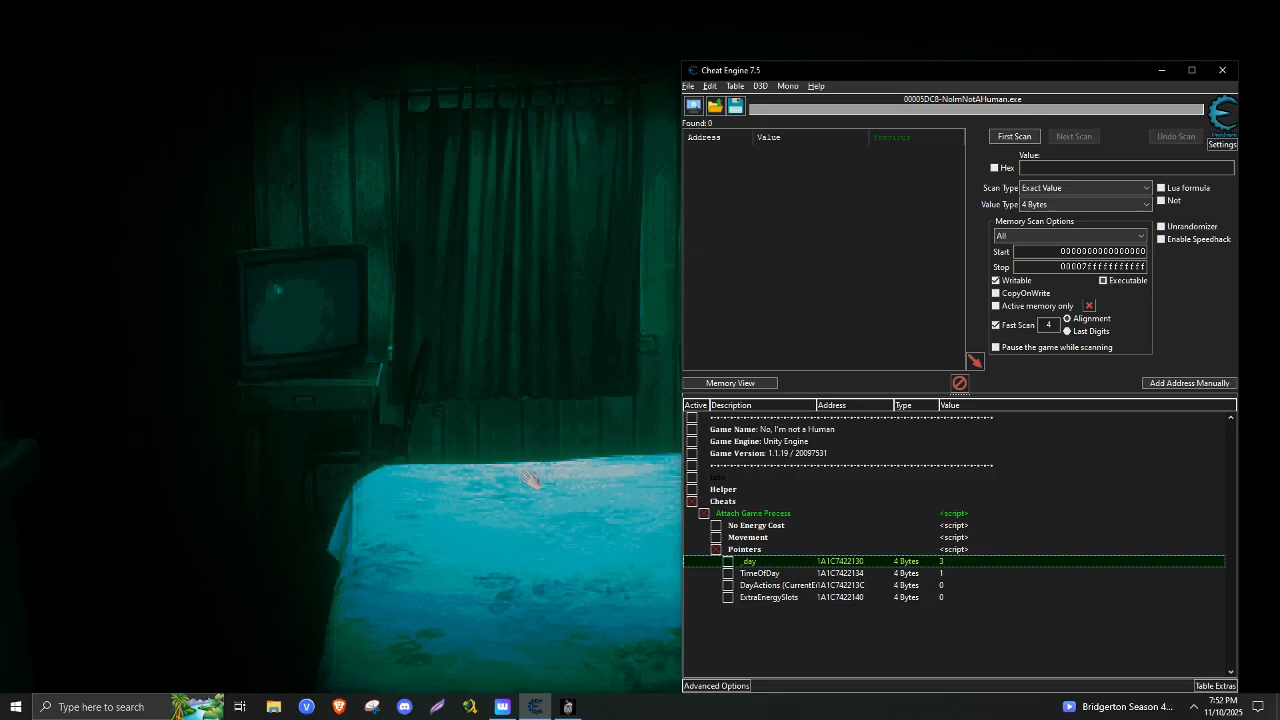 Cheat Engine 7.5
File Edit Table D3D Mono Help
00005DC8-NoImNotAHuman.exe
Found: 0
Address Value Previous
First Scan Next Scan Undo Scan
Settings
Value:
Hex
Scan Type Exact Value Lua formula
Value Type 4 Bytes Not
Memory Scan Options
All
Unrandomizer
Start 0000000000000000 Enable Speedhack
Stop 00007fffffffffff
Writable Executable
CopyOnWrite
Active memory only
Fast Scan 4 Alignment
Last Digits
Pause the game while scanning
Memory View Add Address Manually
Active Description Address Type Value
Game Name: No, I'm not a Human
Game Engine: Unity Engine
Game Version: 1.1.19 / 20097531
Info
Helper
Cheats
Attach Game Process <script>
No Energy Cost <script>
Movement <script>
Pointers <script>
_day 1A1C7422130 4 Bytes 3
TimeOfDay 1A1C7422134 4 Bytes 1
DayActions (CurrentEn 1A1C742213C 4 Bytes 0
ExtraEnergySlots 1A1C7422140 4 Bytes 0
Advanced Options Table Extras
Type here to search
Bridgerton Season 4...
7:52 PM
11/10/2025